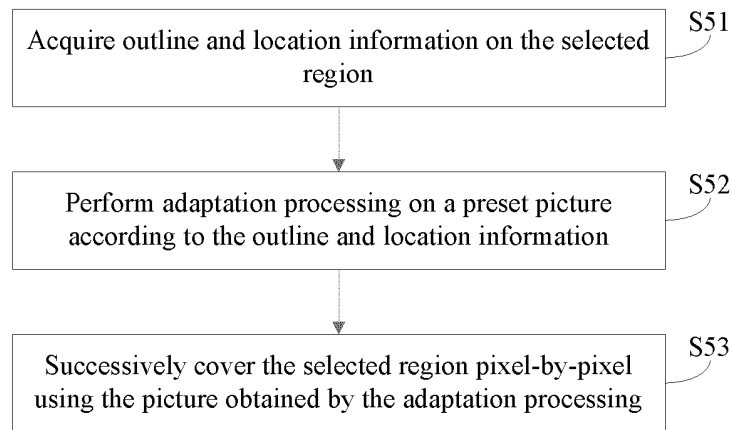 S51
Acquire outline and location information on the selected
region
S52
Perform adaptation processing on a preset picture
according to the outline and location information
S53
Successively cover the selected region pixel-by-pixel
using the picture obtained by the adaptation processing